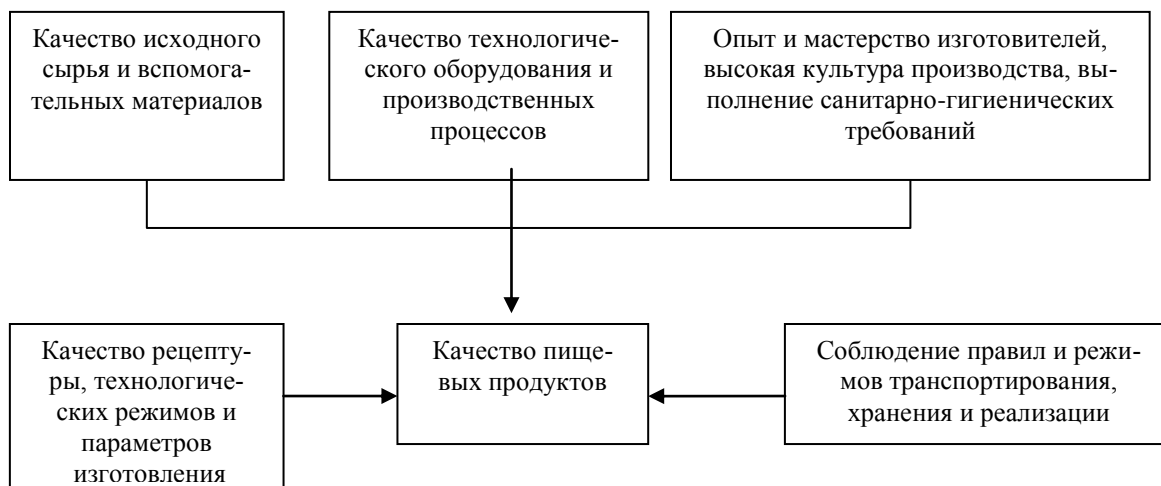 Качество исходного
сырья и вспомога-
тельных материалов
Качество технологиче-
ского оборудования и
производственных
процессов
Опыт и мастерство изготовителей,
высокая культура производства, вы-
полнение санитарно-гигиенических
требований
Качество рецепту-
ры, технологиче-
ских режимов и
параметров
изготовления
Качество пище-
вых продуктов
Соблюдение правил и режи-
мов транспортирования,
хранения и реализации